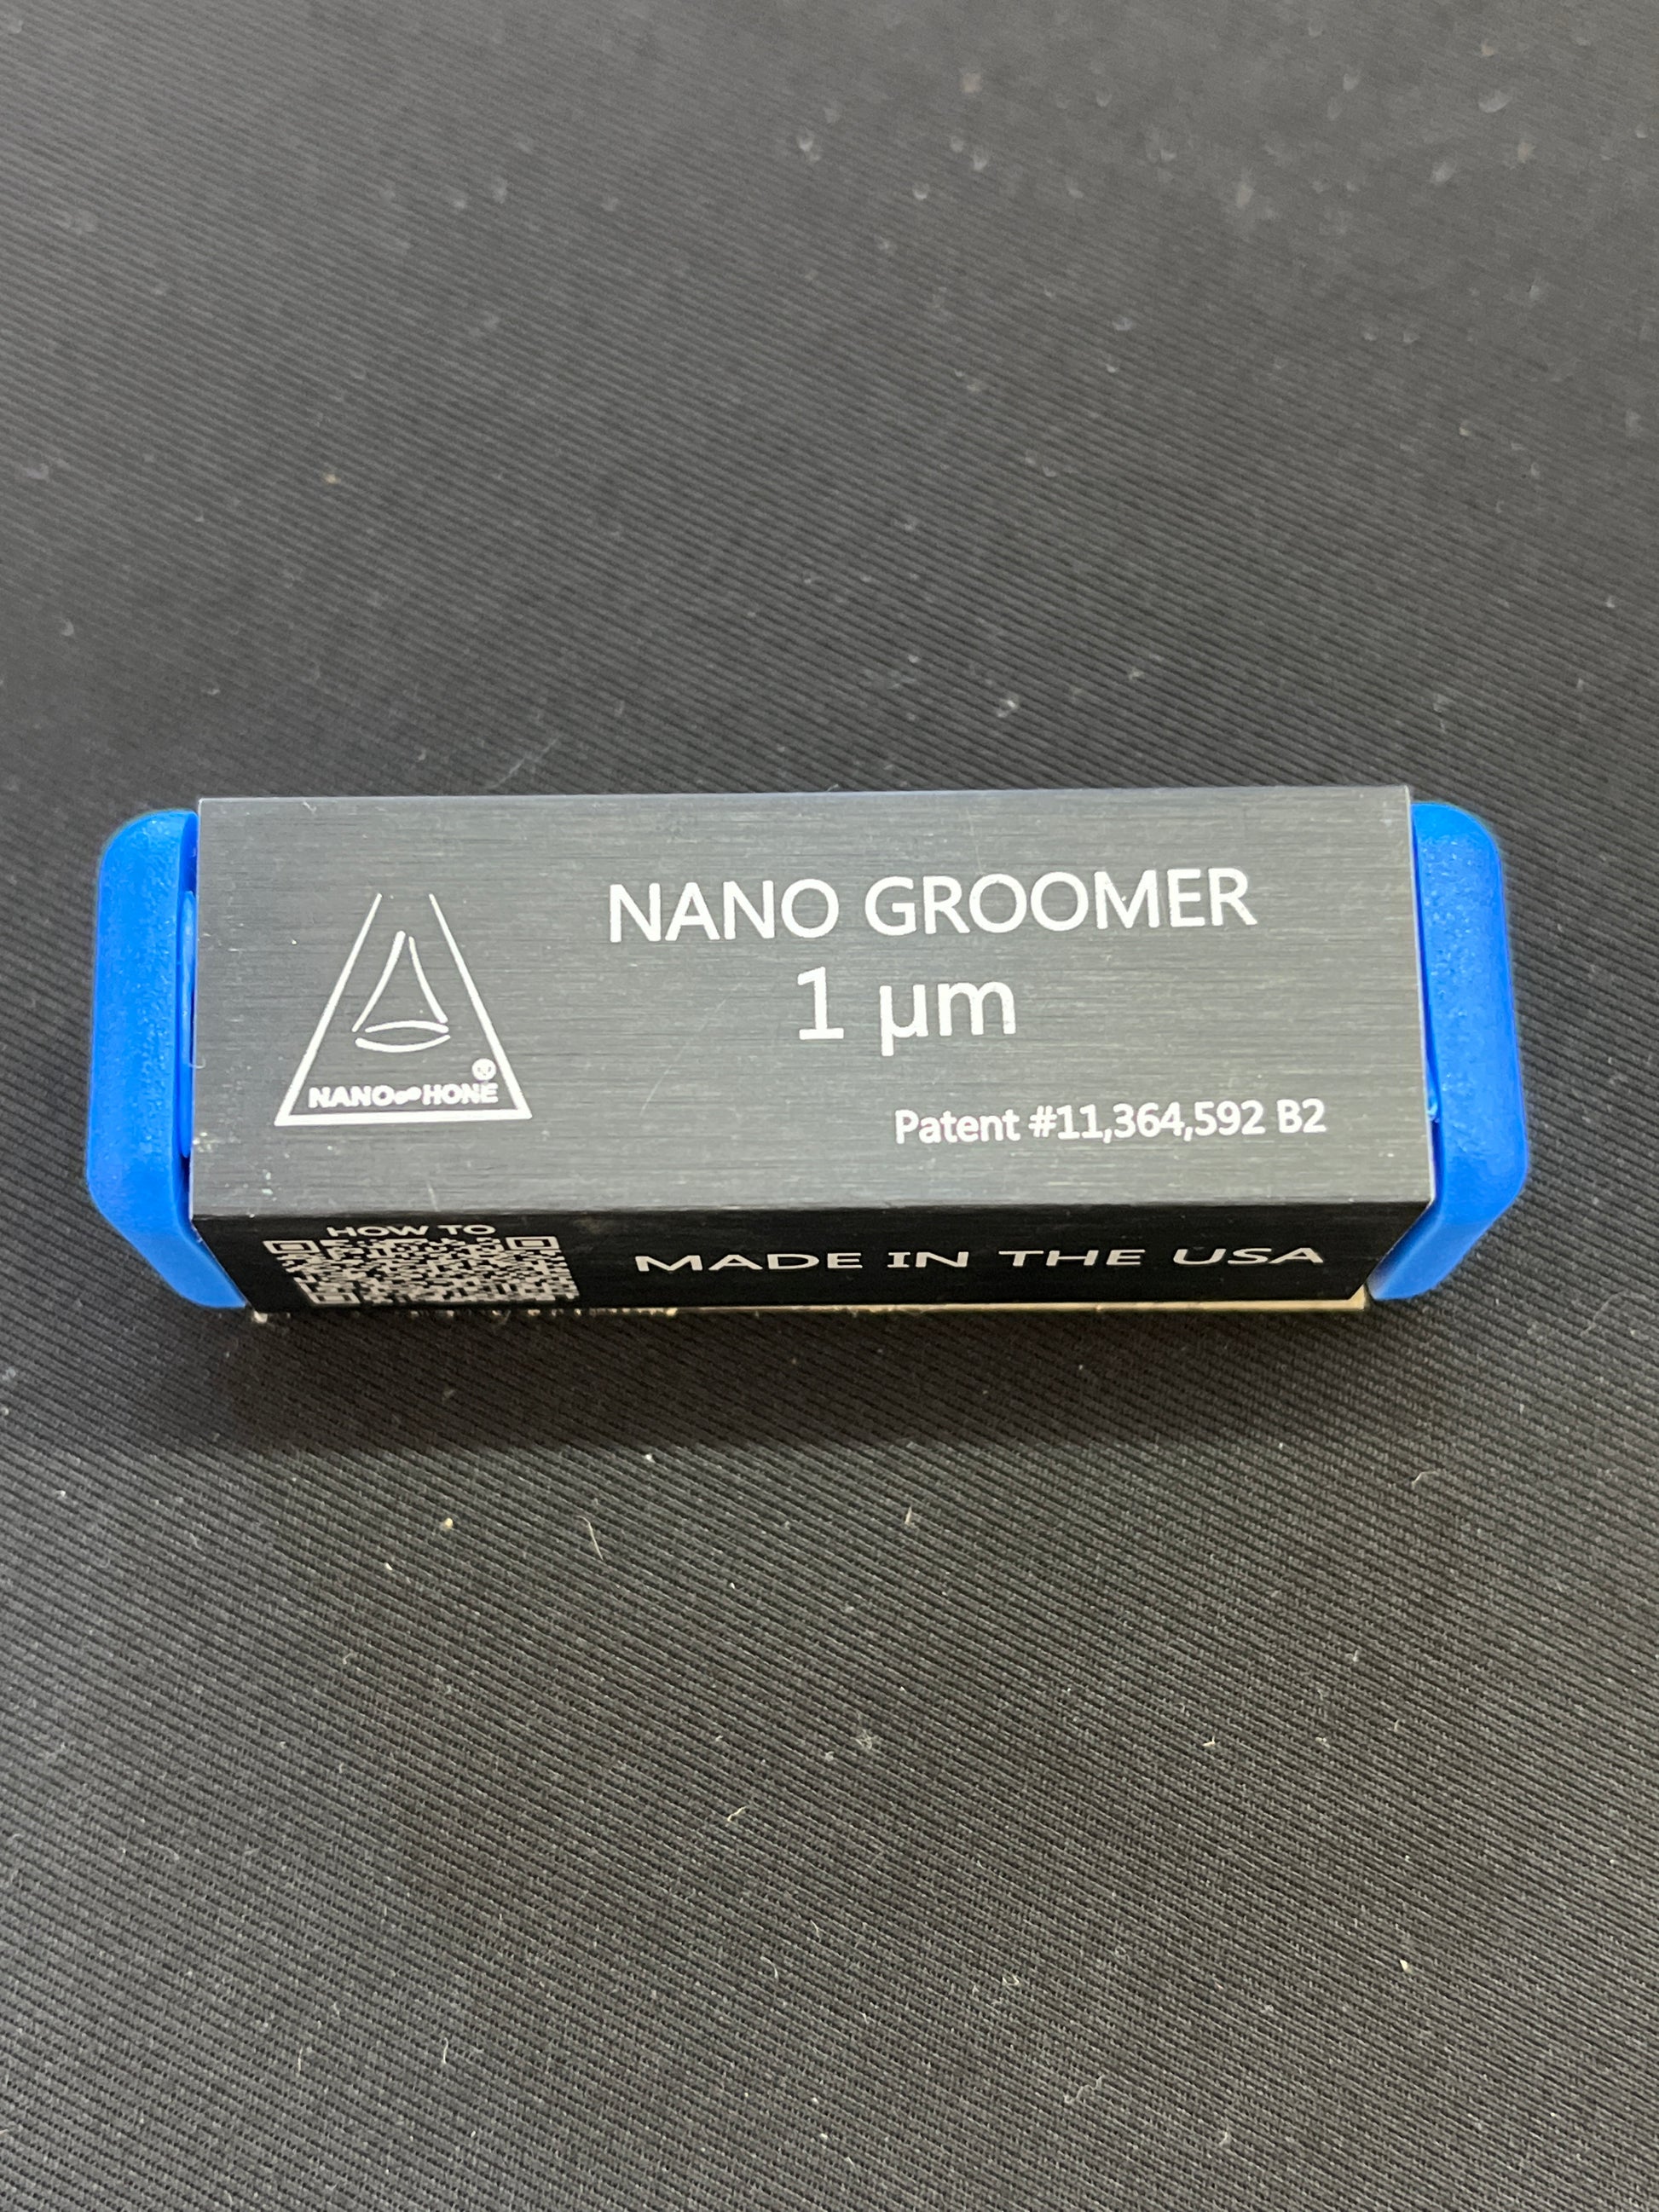 NANO GROOMER
1 µm
NANO HONE
®
Patent #11,364,592 B2
HOW TO
MADE IN THE USA